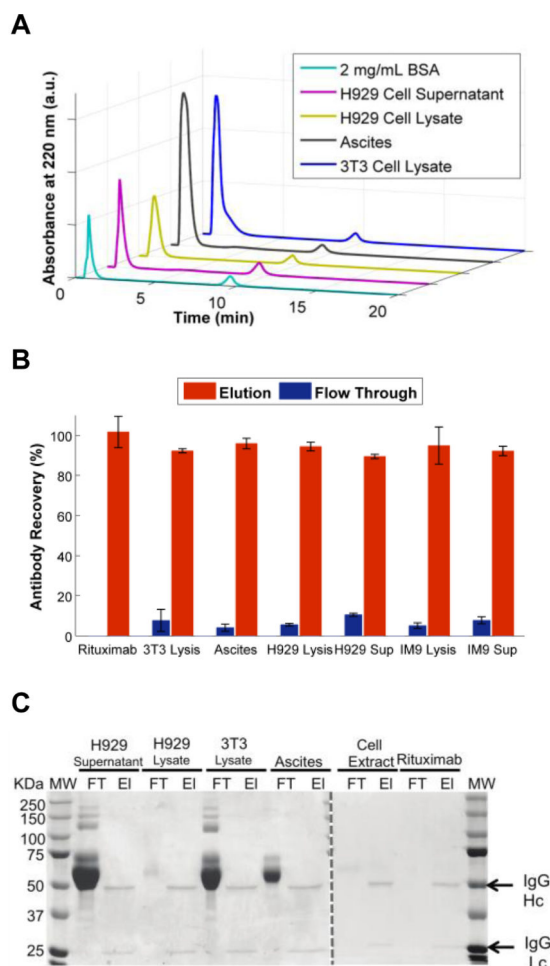 A
Absorbance at 220 nm (a.u.)
2 mg/mL BSA
H929 Cell Supernatant
H929 Cell Lysate
Ascites
3T3 Cell Lysate
0
5
10
15
20
Time (min)
B
Elution
Flow Through
Antibody Recovery (%)
100
80
60
40
20
0
Rituximab
3T3 Lysis
Ascites
H929 Lysis
H929 Sup
IM9 Lysis
IM9 Sup
C
H929 Supernatant
H929 Lysate
3T3 Lysate
Ascites
Cell Extract
Rituximab
KDa MW FT El FT El FT El FT El FT El FT El MW
250
150
100
75
50
37
25
IgG
Hc
IgG
Lc